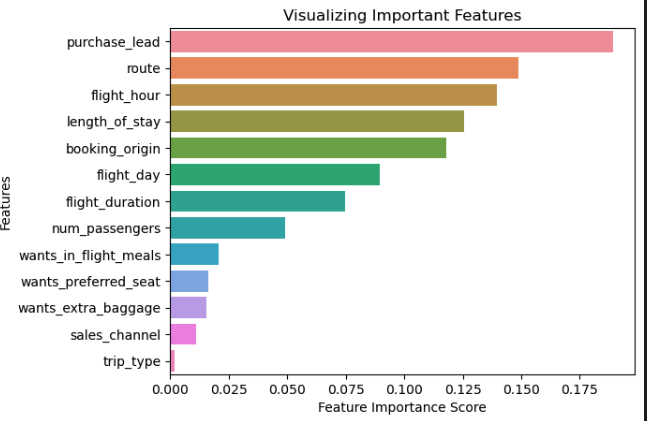 Visualizing Important Features
purchase_lead
route
flight_hour
length_of_stay
booking_origin
flight_day
flight_duration
num_passengers
wants_in_flight_meals
wants_preferred_seat
wants_extra_baggage
sales_channel
trip_type
Features
0.000 0.025 0.050 0.075 0.100 0.125 0.150 0.175
Feature Importance Score